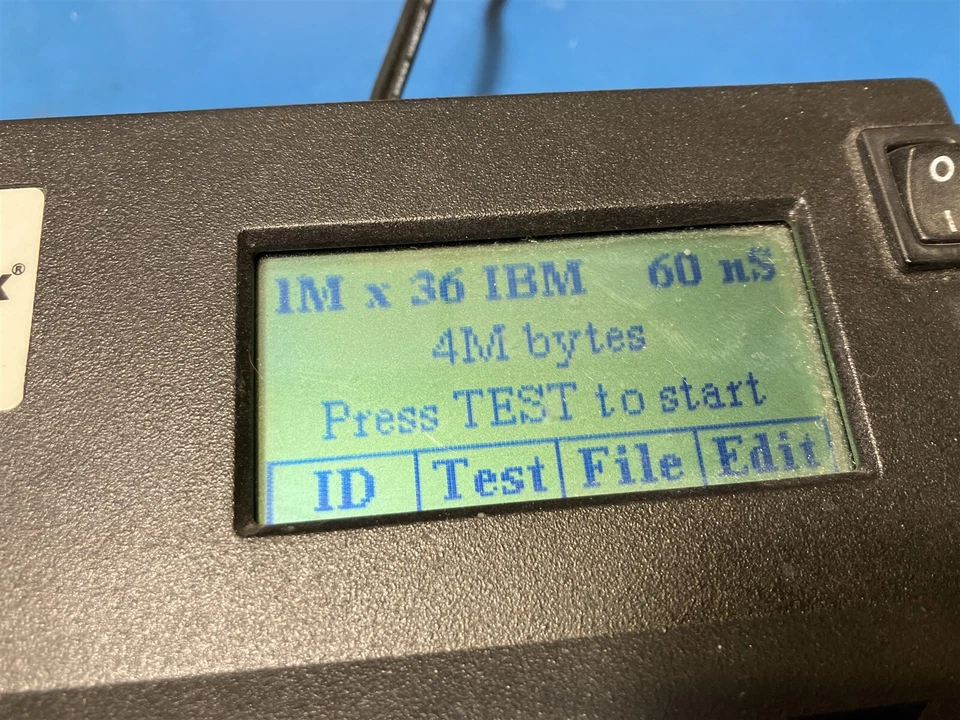 1M x 36 IBM 60 nS
4M bytes
Press TEST to start
ID Test File Edit
x®
O
I